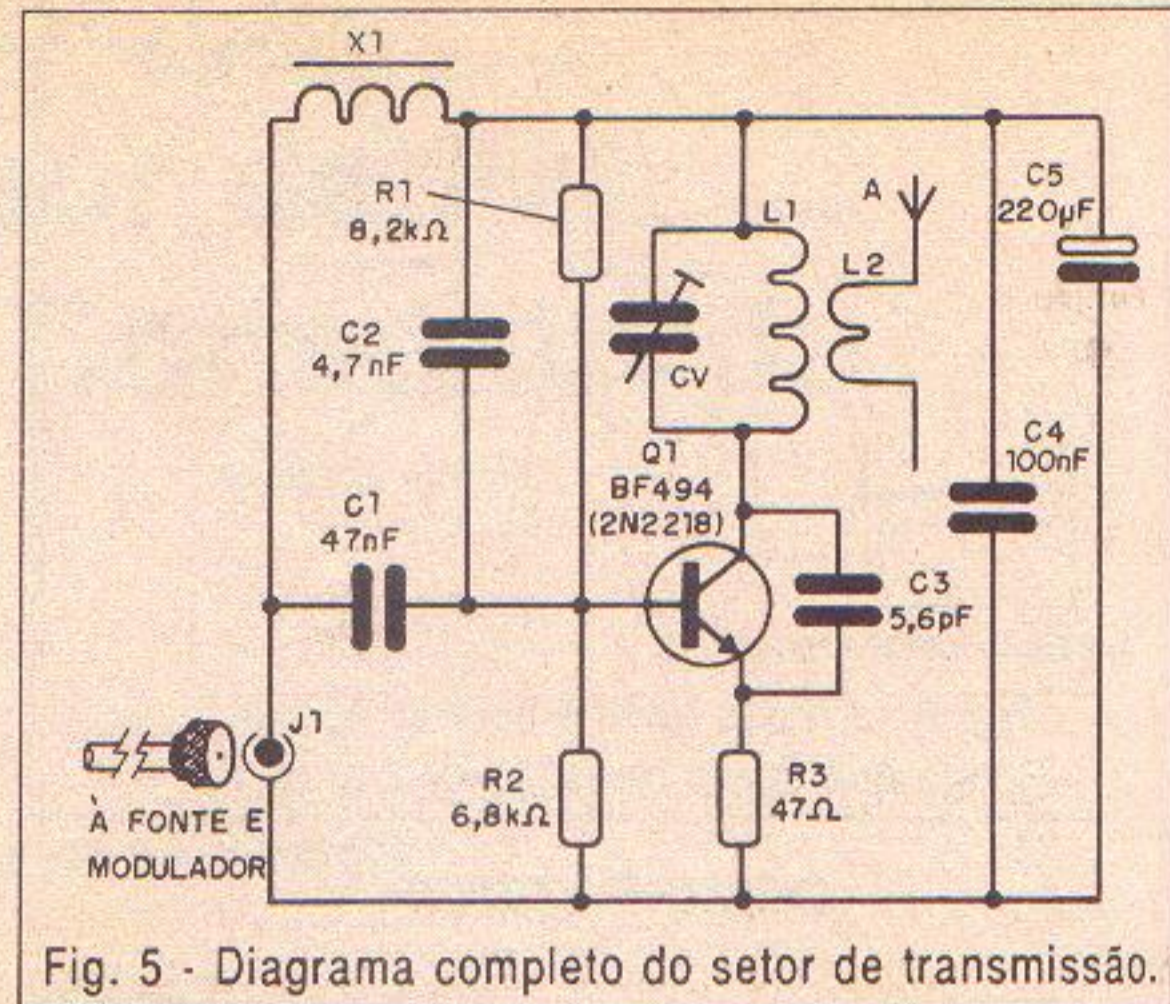 X1
R1
8,2kΩ
C2
4,7nF
C1
47nF
J1
À FONTE E
MODULADOR
R2
6,8kΩ
CV
L1
L2
A
Q1
BF494
(2N2218)
C3
5,6pF
R3
47Ω
C4
100nF
C5
220µF
Fig. 5 - Diagrama completo do setor de transmissão.